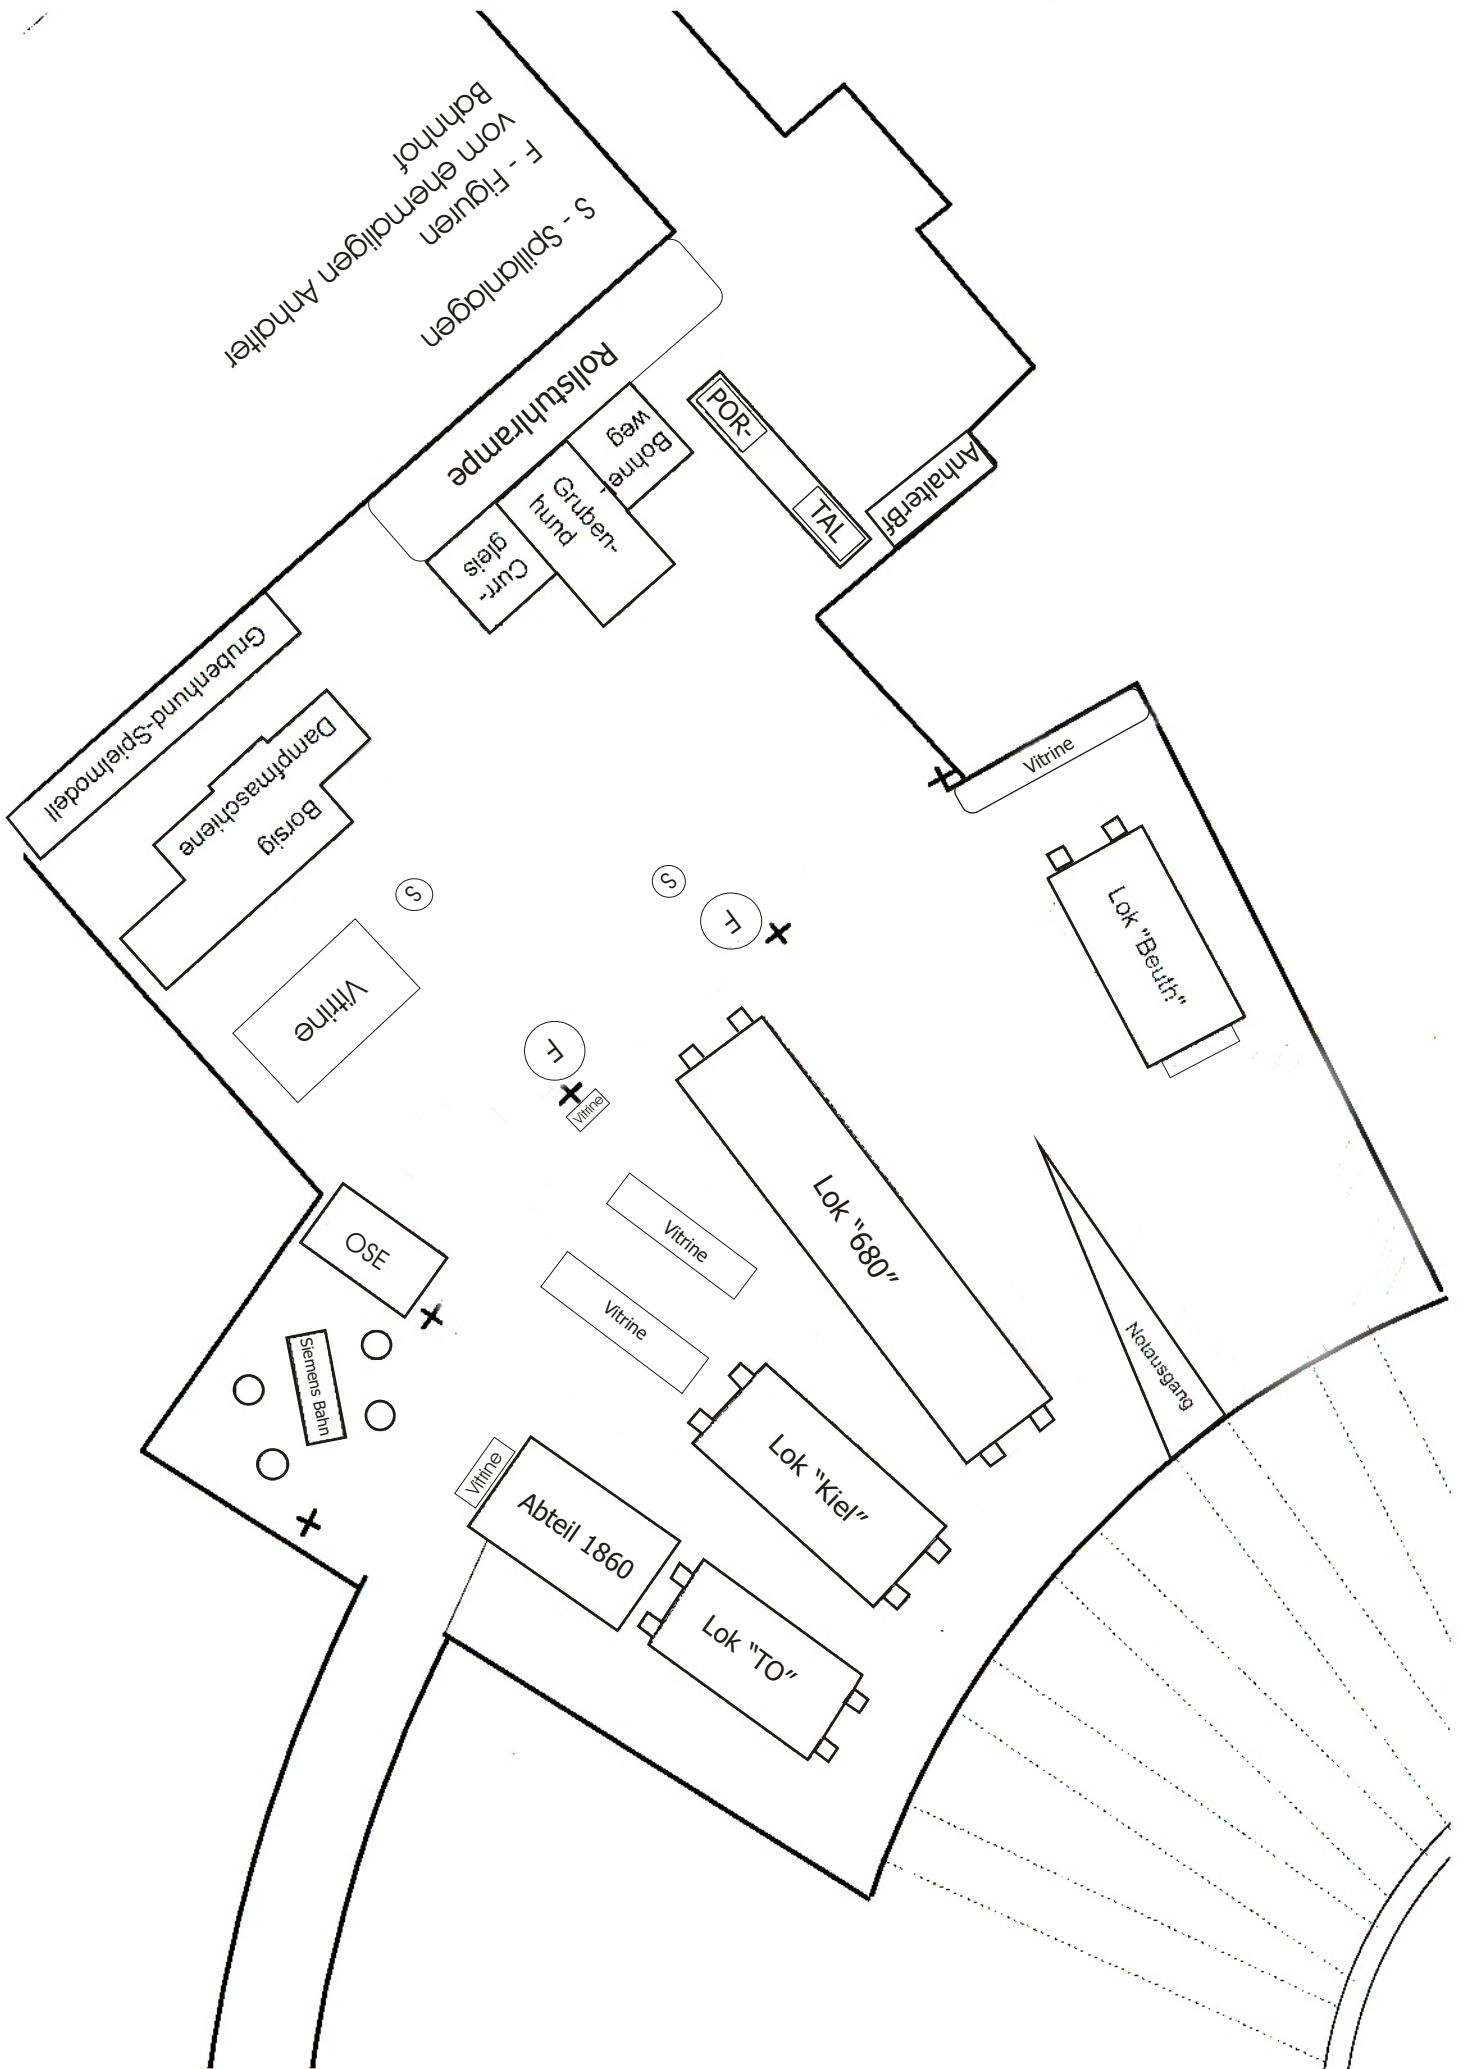 S - Spillanlagen
F - Figuren
vom ehemaligen Anhalter
Bahnhof
Rollstuhlrampe
Bohne-
weg
Gruben-
hund
Curr-
gleis
POR-
TAL
AnhalterBf
Grubenhund-Spielmodell
Dampfmaschiene
Borsig
Vitrine
Lok "Beuth"
S
S
F
F
Vitrine
Vitrine
Lok "680"
Vitrine
Vitrine
OSE
Siemens Bahn
Notausgang
Vitrine
Abteil 1860
Lok "Kiel"
Lok "TO"